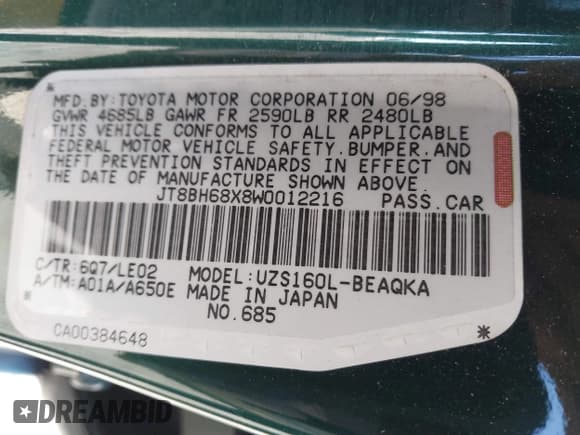 MFD. BY: TOYOTA MOTOR CORPORATION 06/98
GVWR 4685LB GAWR FR 2590LB RR 2480LB
THIS VEHICLE CONFORMS TO ALL APPLICABLE
FEDERAL MOTOR VEHICLE SAFETY. BUMPER. AND
THEFT PREVENTION STANDARDS IN EFFECT ON
THE DATE OF MANUFACTURE SHOWN ABOVE.
JT8BH68X8W0012216 PASS. CAR
C/TR: 6Q7/LE02 MODEL: UZS160L-BEAQKA
A/TM: A01A/A650E MADE IN JAPAN
NO. 685
CA00384648
DREAMBID